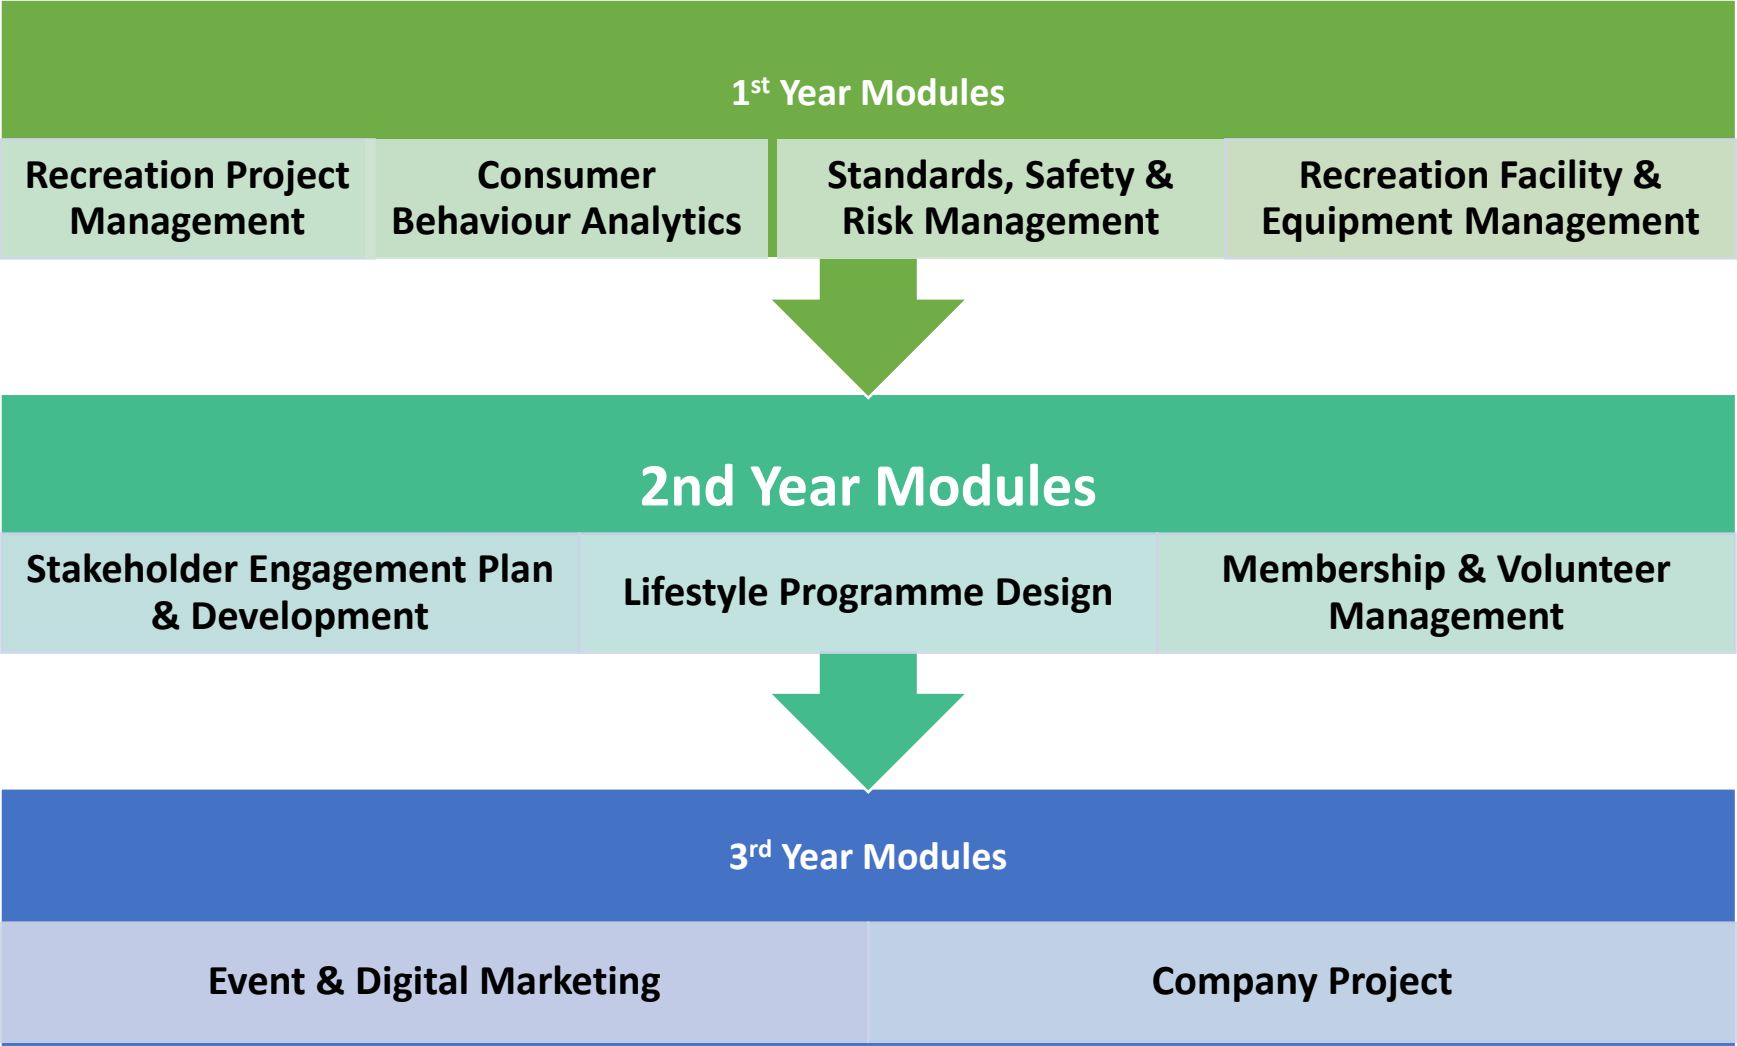 1st Year Modules
Recreation Project
Management
Consumer
Behaviour Analytics
Standards, Safety &
Risk Management
Recreation Facility &
Equipment Management
2nd Year Modules
Stakeholder Engagement Plan
& Development
Lifestyle Programme Design
Membership & Volunteer
Management
3rd Year Modules
Event & Digital Marketing
Company Project